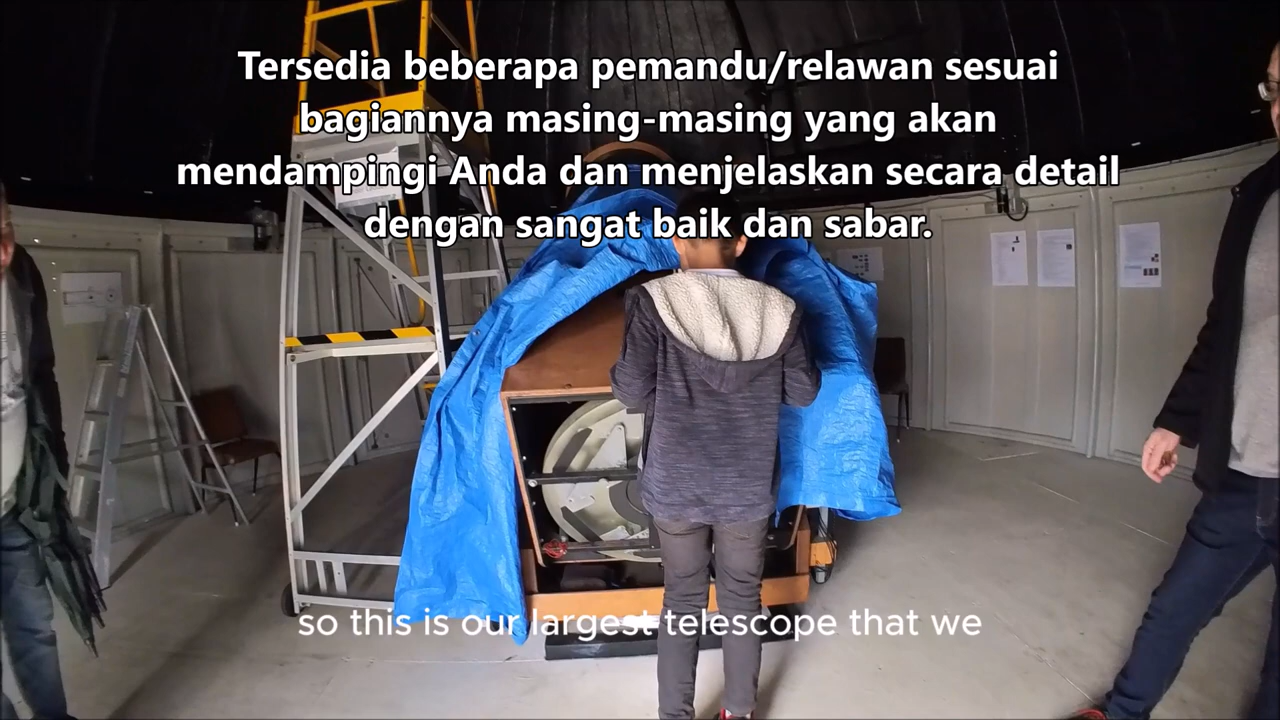 Tersedia beberapa pemandu/relawan sesuai
bagiannya masing-masing yang akan
mendampingi Anda dan menjelaskan secara detail
dengan sangat baik dan sabar.
so this is our largest telescope that we